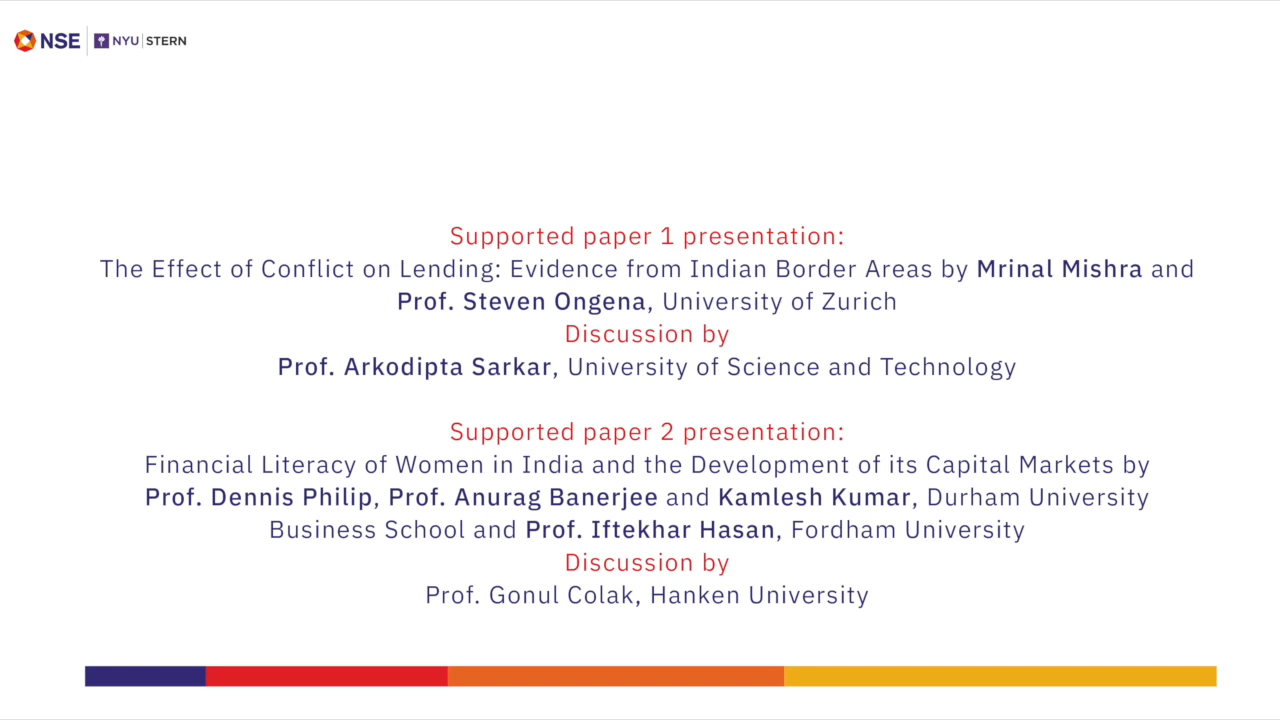 NSE NYU STERN
Supported paper 1 presentation:
The Effect of Conflict on Lending: Evidence from Indian Border Areas by Mrinal Mishra and
Prof. Steven Ongena, University of Zurich
Discussion by
Prof. Arkodipta Sarkar, University of Science and Technology
Supported paper 2 presentation:
Financial Literacy of Women in India and the Development of its Capital Markets by
Prof. Dennis Philip, Prof. Anurag Banerjee and Kamlesh Kumar, Durham University
Business School and Prof. Iftekhar Hasan, Fordham University
Discussion by
Prof. Gonul Colak, Hanken University